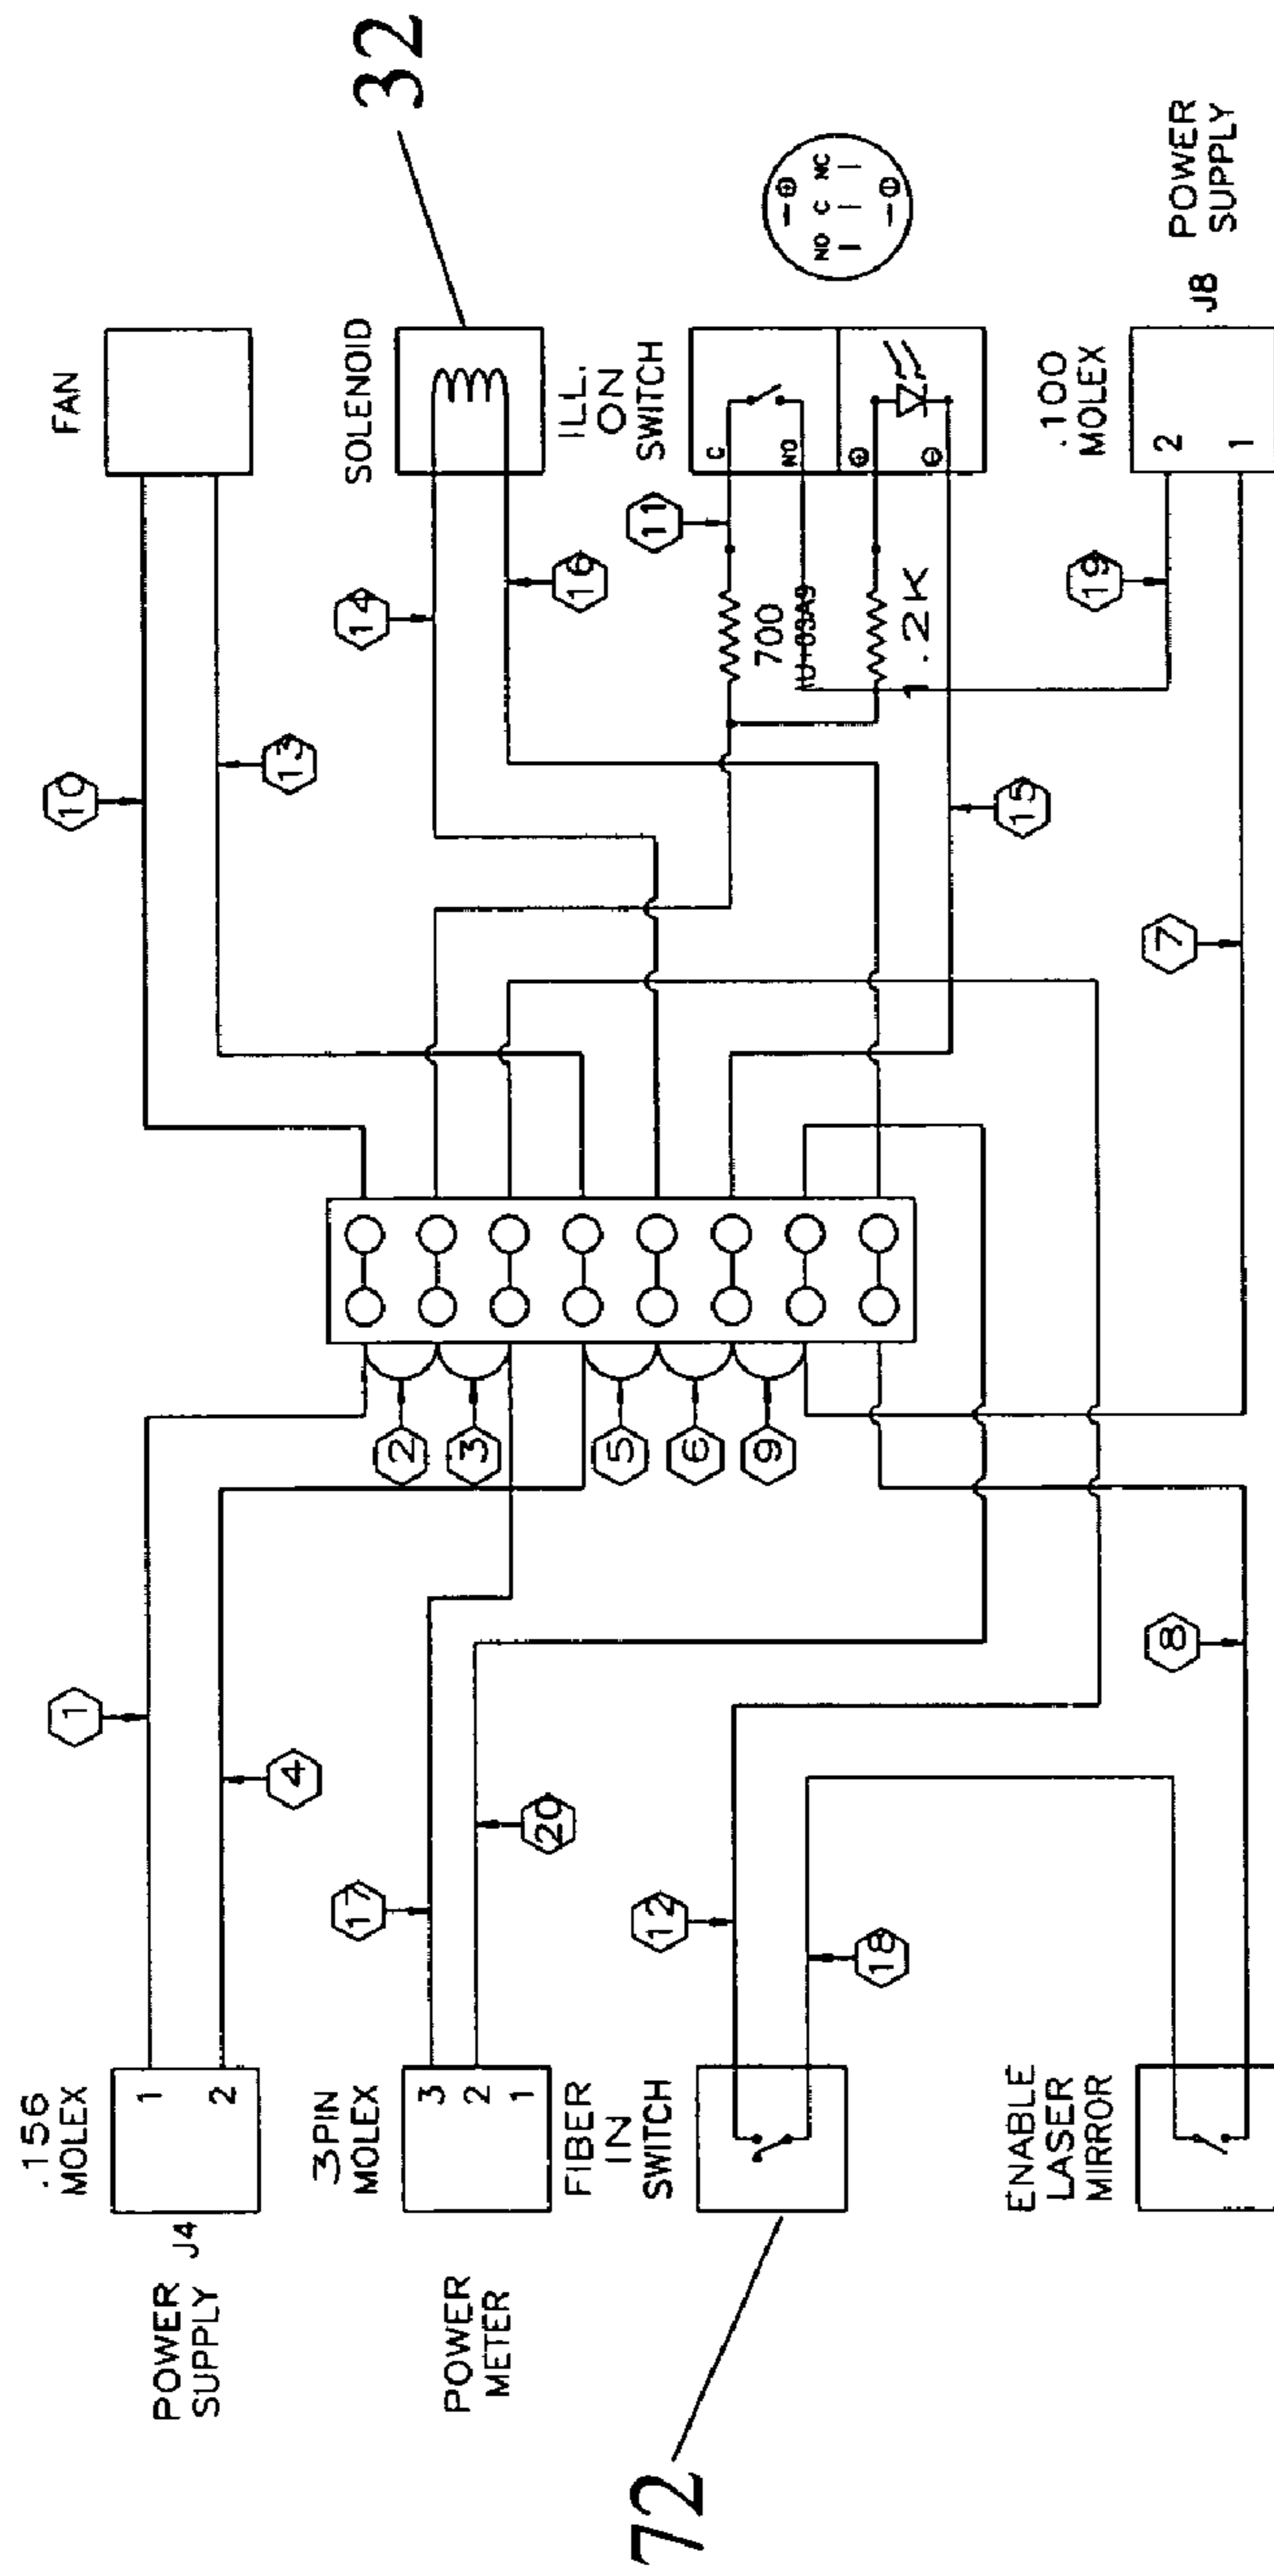 .156
MOLEX
POWER
SUPPLY
J4
1
2
3PIN
MOLEX
POWER
METER
3
2
1
FIBER
IN
SWITCH
72
ENABLE
LASER
MIRROR
1
4
17
20
12
18
8
2
3
5
6
9
10
13
14
16
11
700
1.2K
15
19
7
FAN
SOLENOID
32
ILL.
ON
SWITCH
C
NO
NO C NC
.100
MOLEX
2
1
J8
POWER
SUPPLY